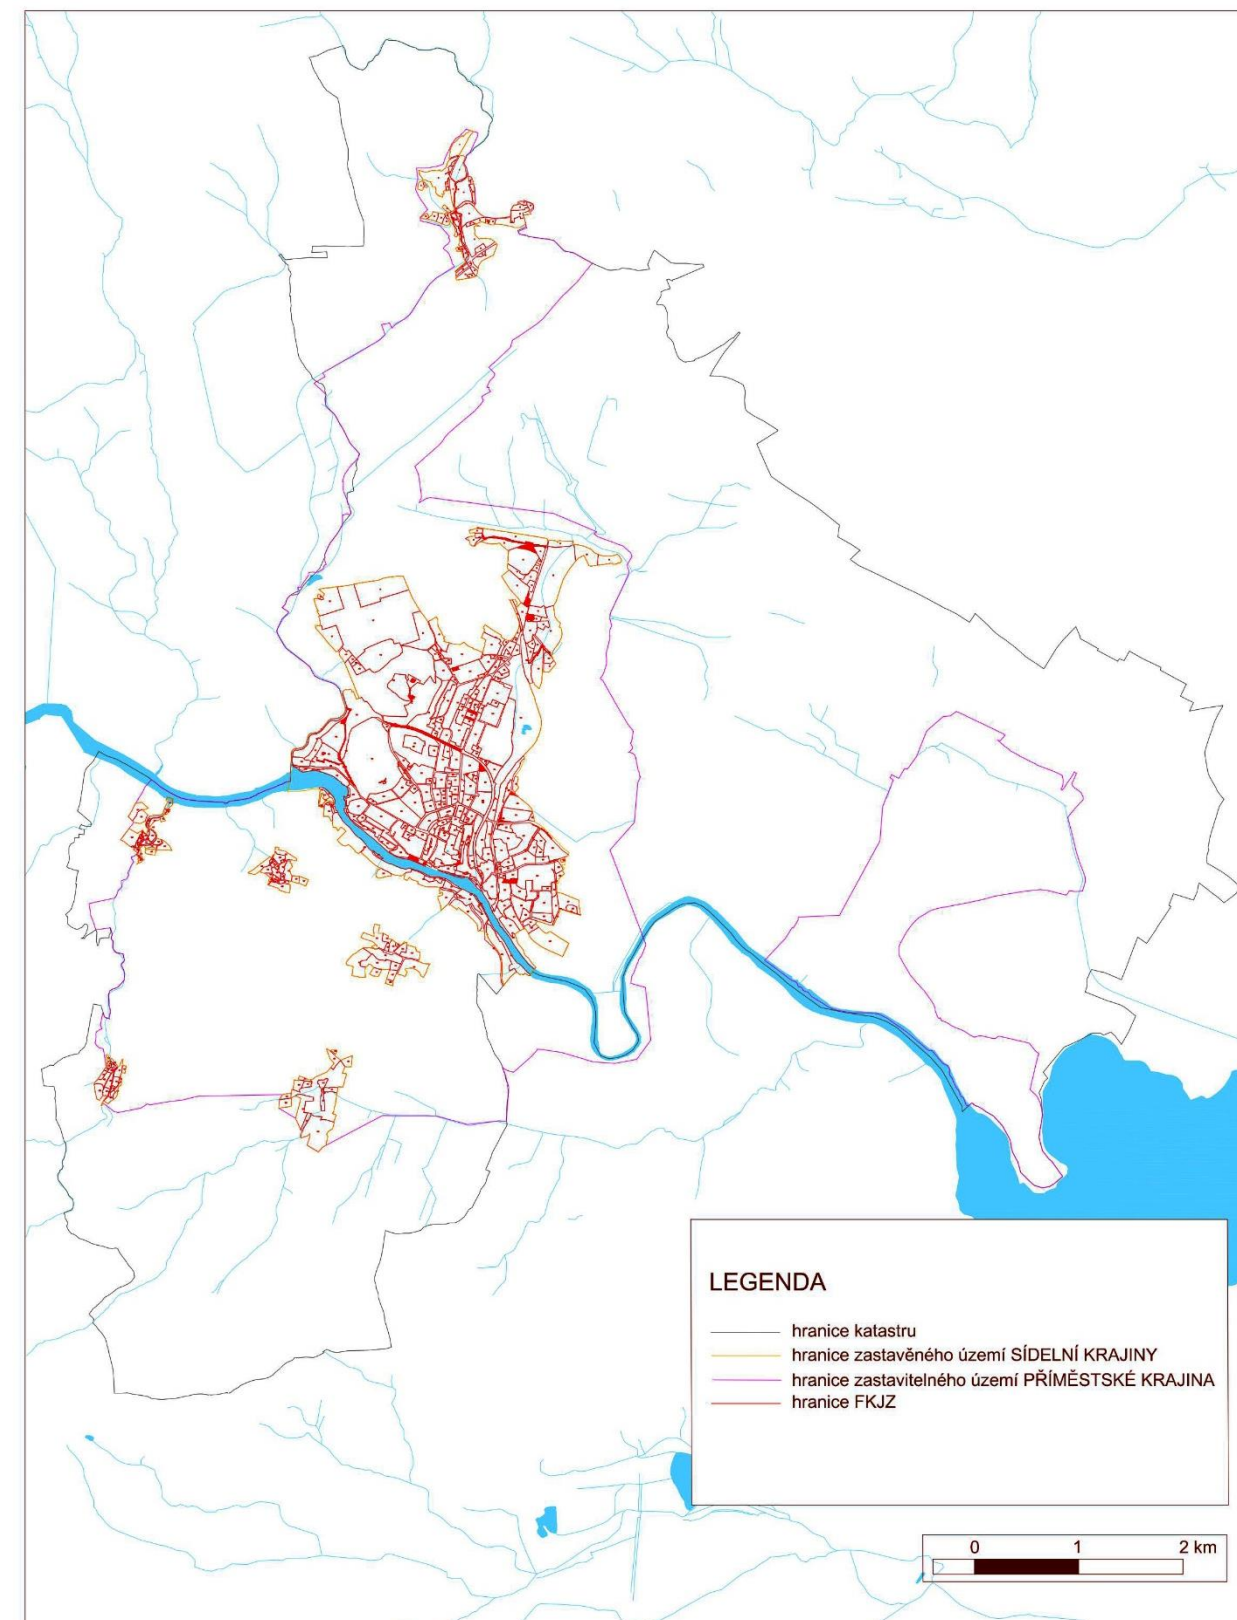 LEGENDA
hranice katastru
hranice zastavěného území SÍDELNÍ KRAJINY
hranice zastavitelného území PŘÍMĚSTSKÉ KRAJINA
hranice FKJZ
0 1 2 km